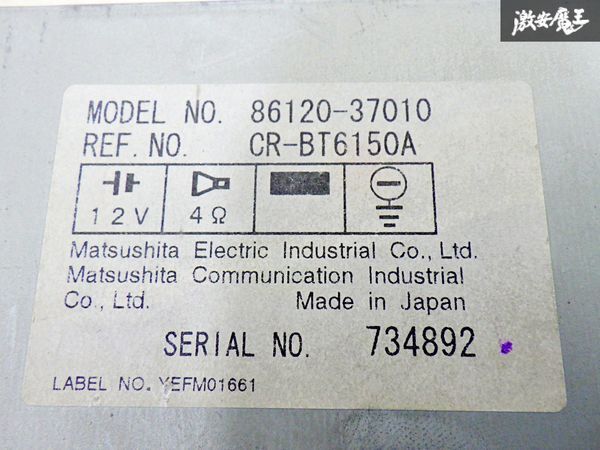 激安魔王
MODEL NO. 86120-37010
REF. NO. CR-BT6150A
12V 4Ω
Matsushita Electric Industrial Co., Ltd.
Matsushita Communication Industrial
Co., Ltd. Made in Japan
SERIAL NO. 734892
LABEL NO. YEFM01661